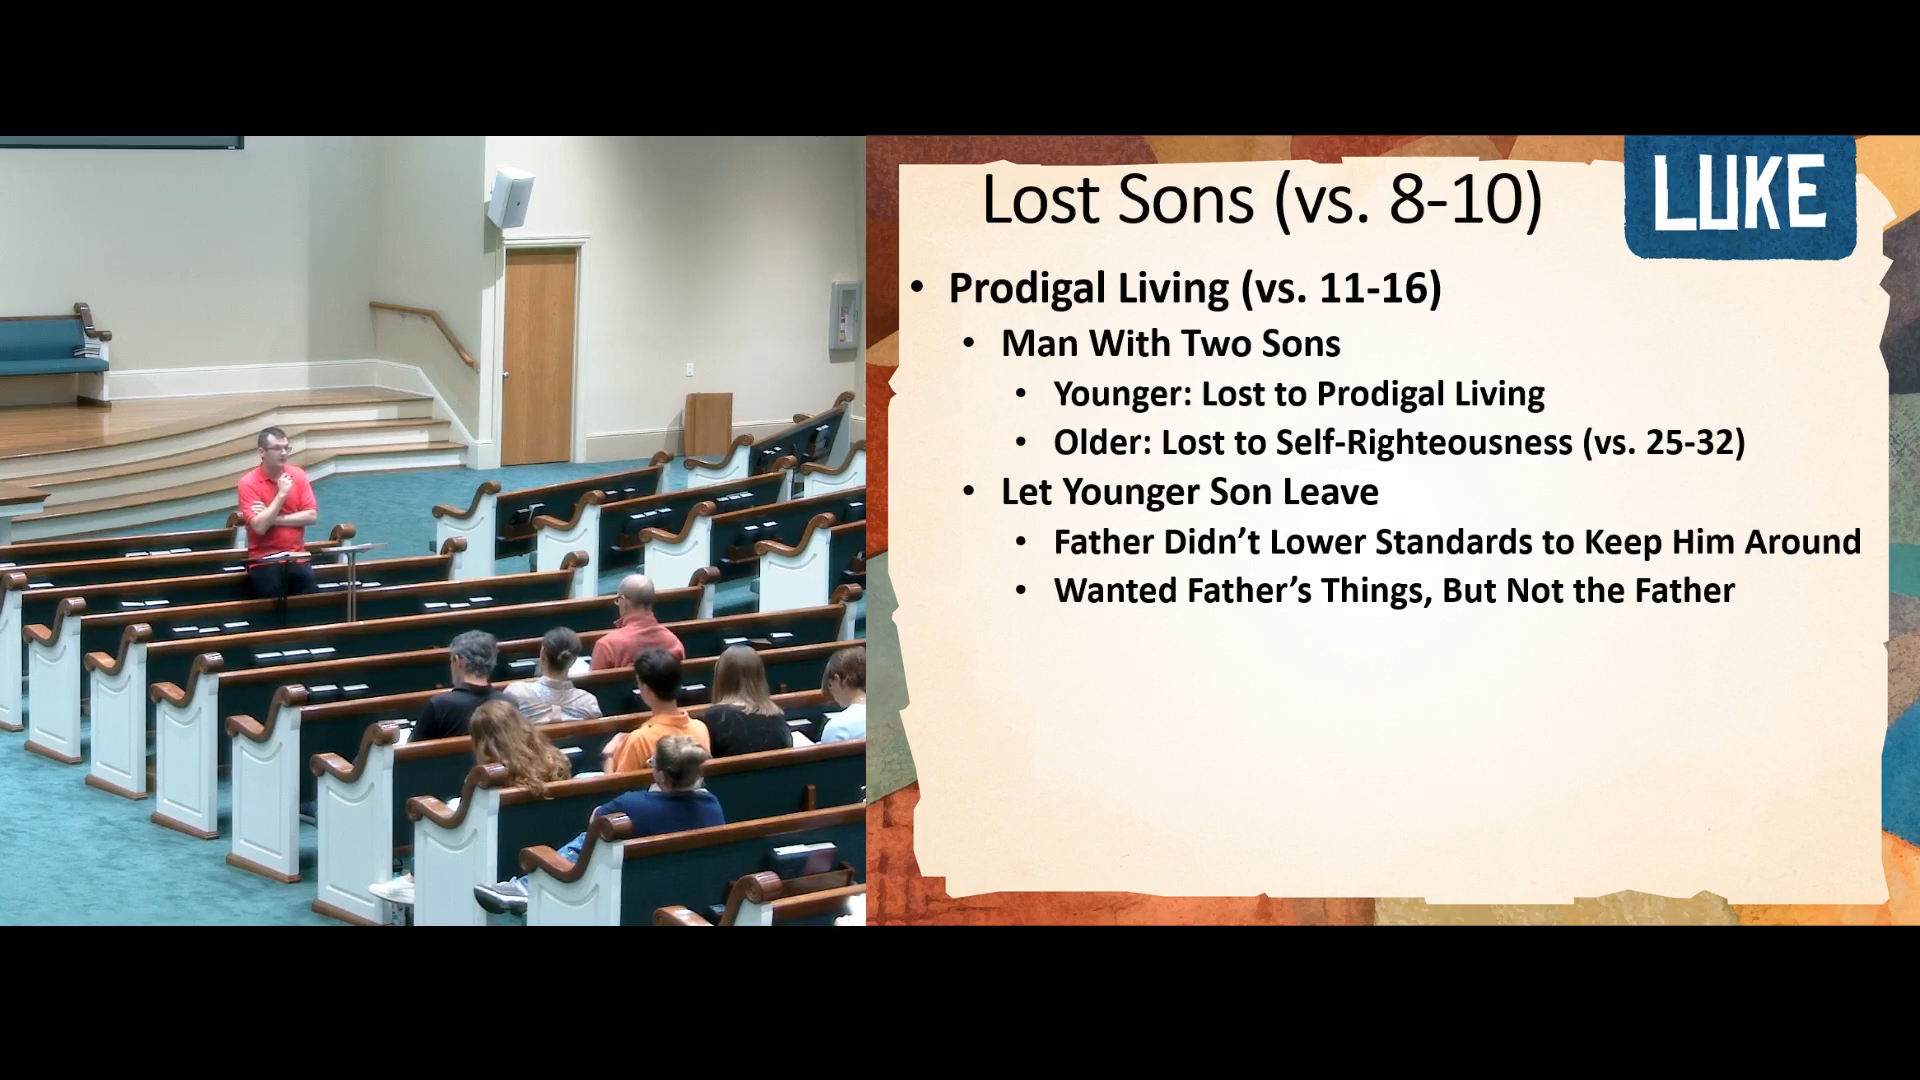 LUKE
Lost Sons (vs. 8-10)
• Prodigal Living (vs. 11-16)
• Man With Two Sons
• Younger: Lost to Prodigal Living
• Older: Lost to Self-Righteousness (vs. 25-32)
• Let Younger Son Leave
• Father Didn’t Lower Standards to Keep Him Around
• Wanted Father’s Things, But Not the Father